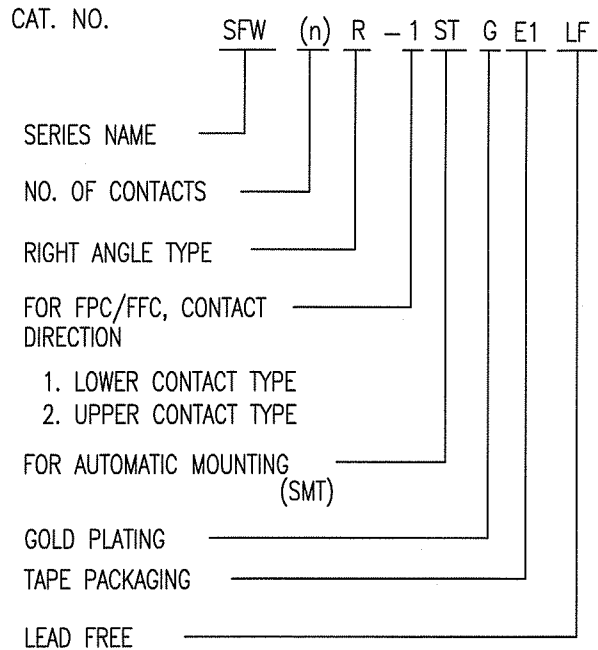 CAT. NO.
SFW (n) R - 1 ST G E1 LF
SERIES NAME
NO. OF CONTACTS
RIGHT ANGLE TYPE
FOR FPC/FFC, CONTACT
DIRECTION
1. LOWER CONTACT TYPE
2. UPPER CONTACT TYPE
FOR AUTOMATIC MOUNTING
(SMT)
GOLD PLATING
TAPE PACKAGING
LEAD FREE